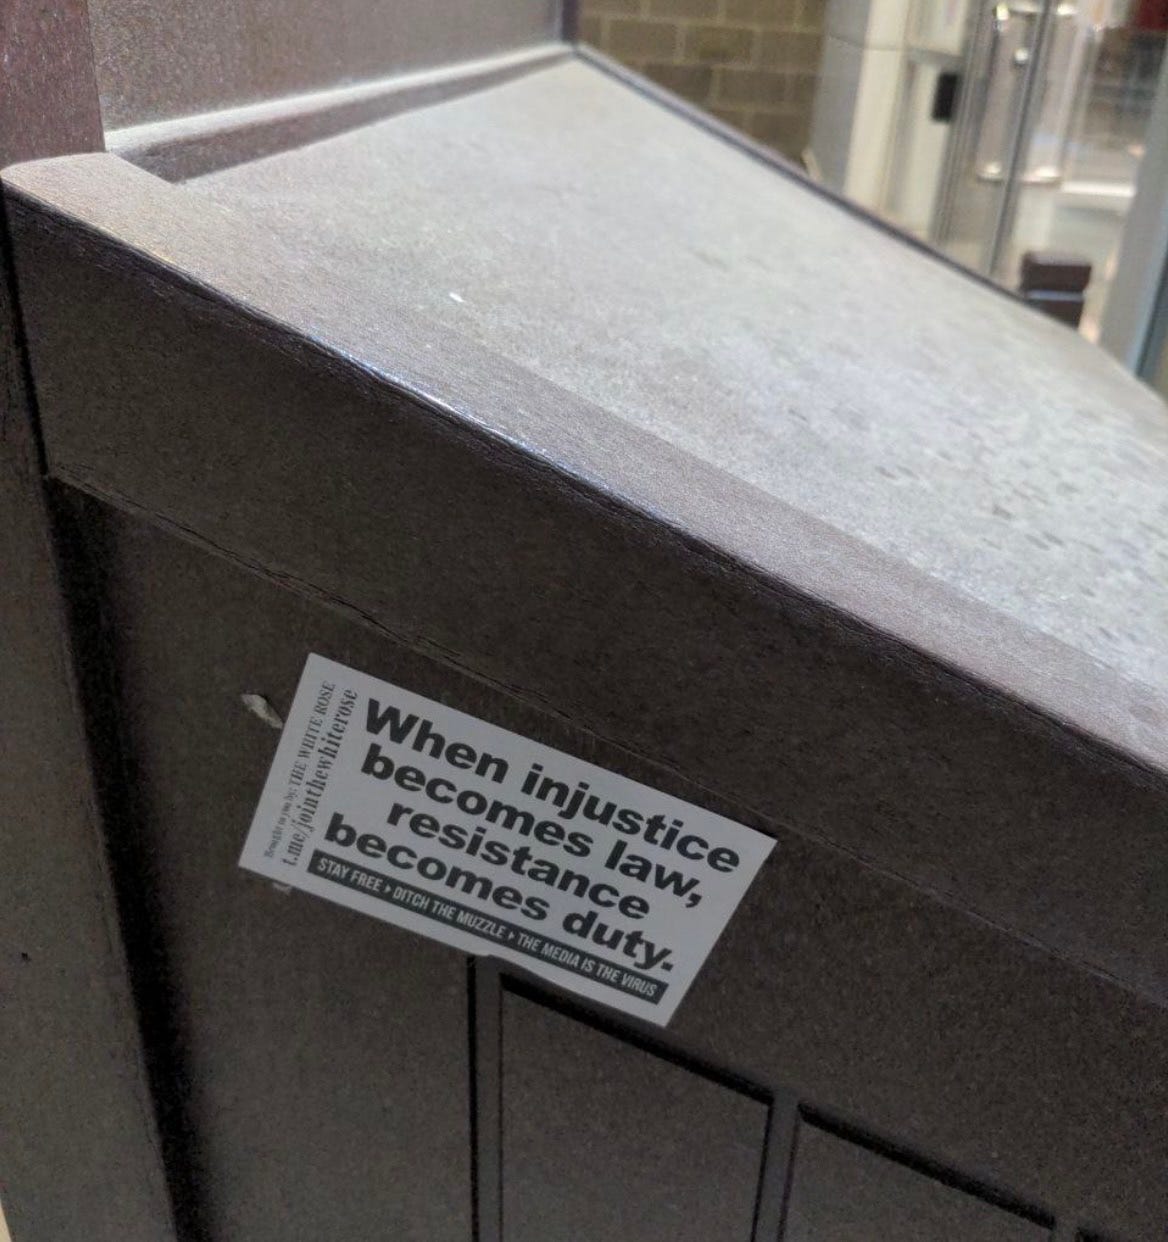 When injustice
becomes law,
resistance
becomes duty.
STAY FREE ▸ DITCH THE MUZZLE ▸ THE MEDIA IS THE VIRUS
Brought to you by: THE WHITE ROSE
t.me/jointhewhiterose